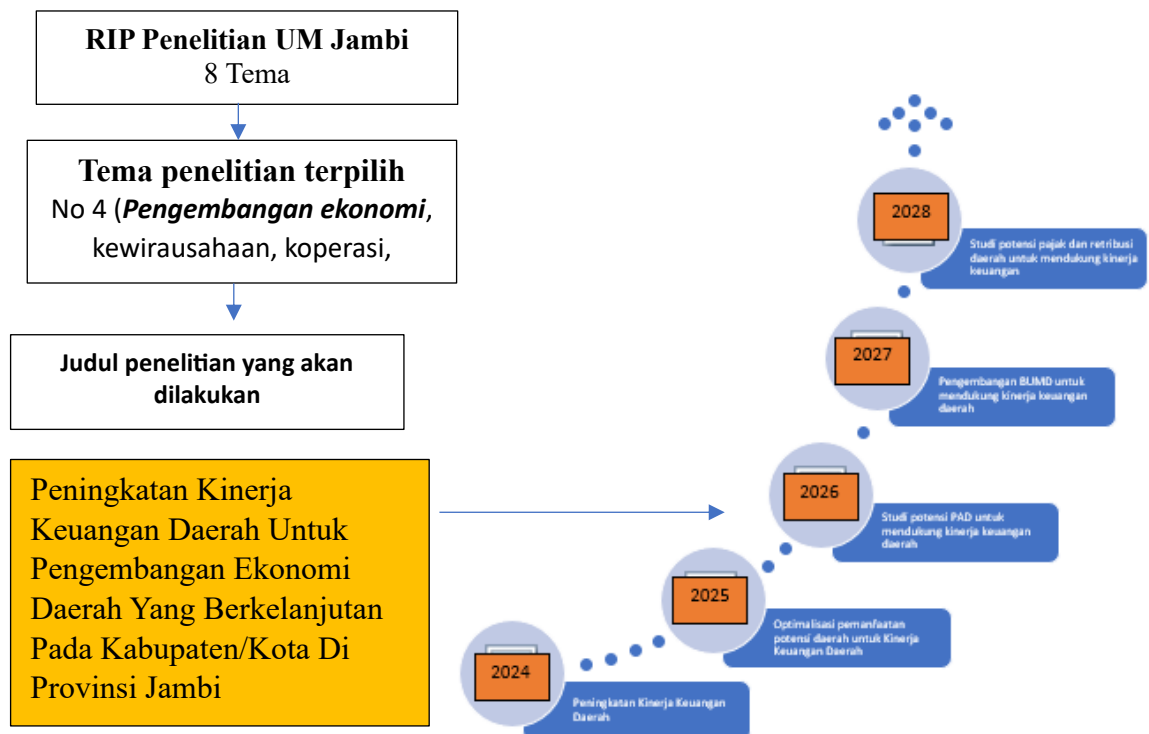 RIP Penelitian UM Jambi
8 Tema
Tema penelitian terpilih
No 4 (Pengembangan ekonomi,
kewirausahaan, koperasi,
Judul penelitian yang akan
dilakukan
Peningkatan Kinerja
Keuangan Daerah Untuk
Pengembangan Ekonomi
Daerah Yang Berkelanjutan
Pada Kabupaten/Kota Di
Provinsi Jambi
2028
Studi potensi pajak dan retribusi
daerah untuk mendukung kinerja
keuangan
2027
Pengembangan BUMD untuk
mendukung kinerja keuangan
daerah
2026
Studi potensi PAD untuk
mendukung kinerja keuangan
daerah
2025
Optimalisasi pemanfaatan
potensi daerah untuk Kinerja
Keuangan Daerah
2024
Peningkatan Kinerja Keuangan
Daerah